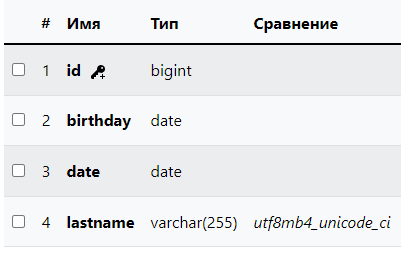 # Имя Тип Сравнение
1 id bigint
2 birthday date
3 date date
4 lastname varchar(255) utf8mb4_unicode_ci